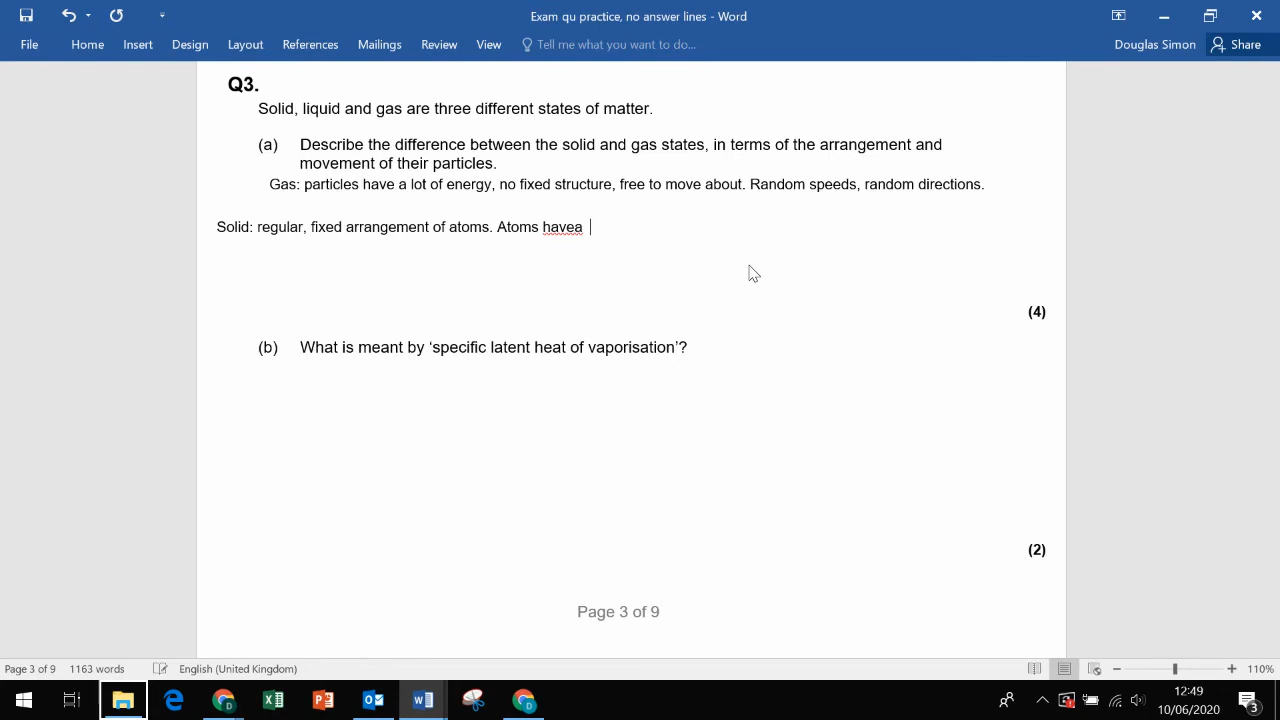 Exam qu practice, no answer lines - Word
File Home Insert Design Layout References Mailings Review View Tell me what you want to do... Douglas Simon Share
Q3.
Solid, liquid and gas are three different states of matter.
(a) Describe the difference between the solid and gas states, in terms of the arrangement and
movement of their particles.
Gas: particles have a lot of energy, no fixed structure, free to move about. Random speeds, random directions.
Solid: regular, fixed arrangement of atoms. Atoms havea
(4)
(b) What is meant by ‘specific latent heat of vaporisation’?
(2)
Page 3 of 9
Page 3 of 9 1163 words English (United Kingdom) 110%
12:49
10/06/2020
3